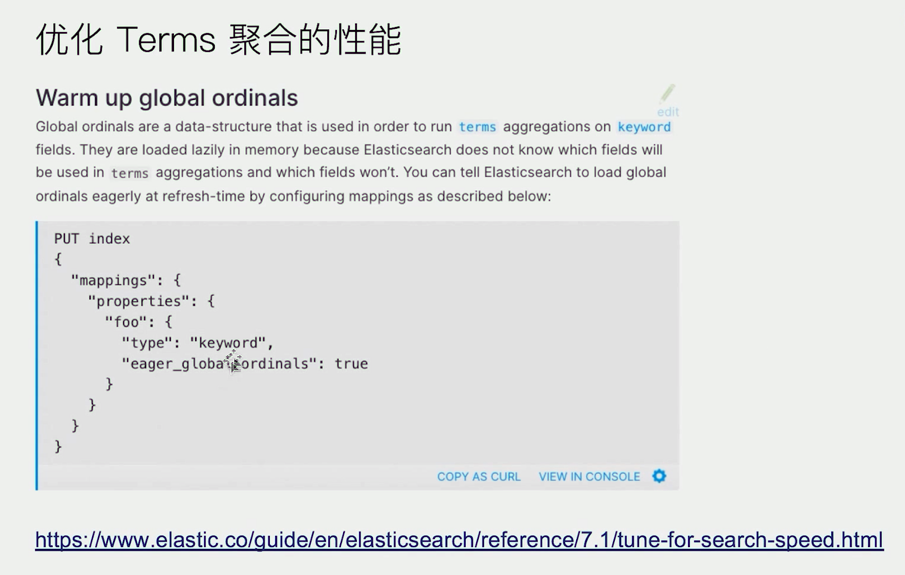 优化 Terms 聚合的性能
Warm up global ordinals
edit
Global ordinals are a data-structure that is used in order to run terms aggregations on keyword
fields. They are loaded lazily in memory because Elasticsearch does not know which fields will
be used in terms aggregations and which fields won't. You can tell Elasticsearch to load global
ordinals eagerly at refresh-time by configuring mappings as described below:
PUT index
{
"mappings": {
"properties": {
"foo": {
"type": "keyword",
"eager_global_ordinals": true
}
}
}
}
COPY AS CURL VIEW IN CONSOLE
https://www.elastic.co/guide/en/elasticsearch/reference/7.1/tune-for-search-speed.html